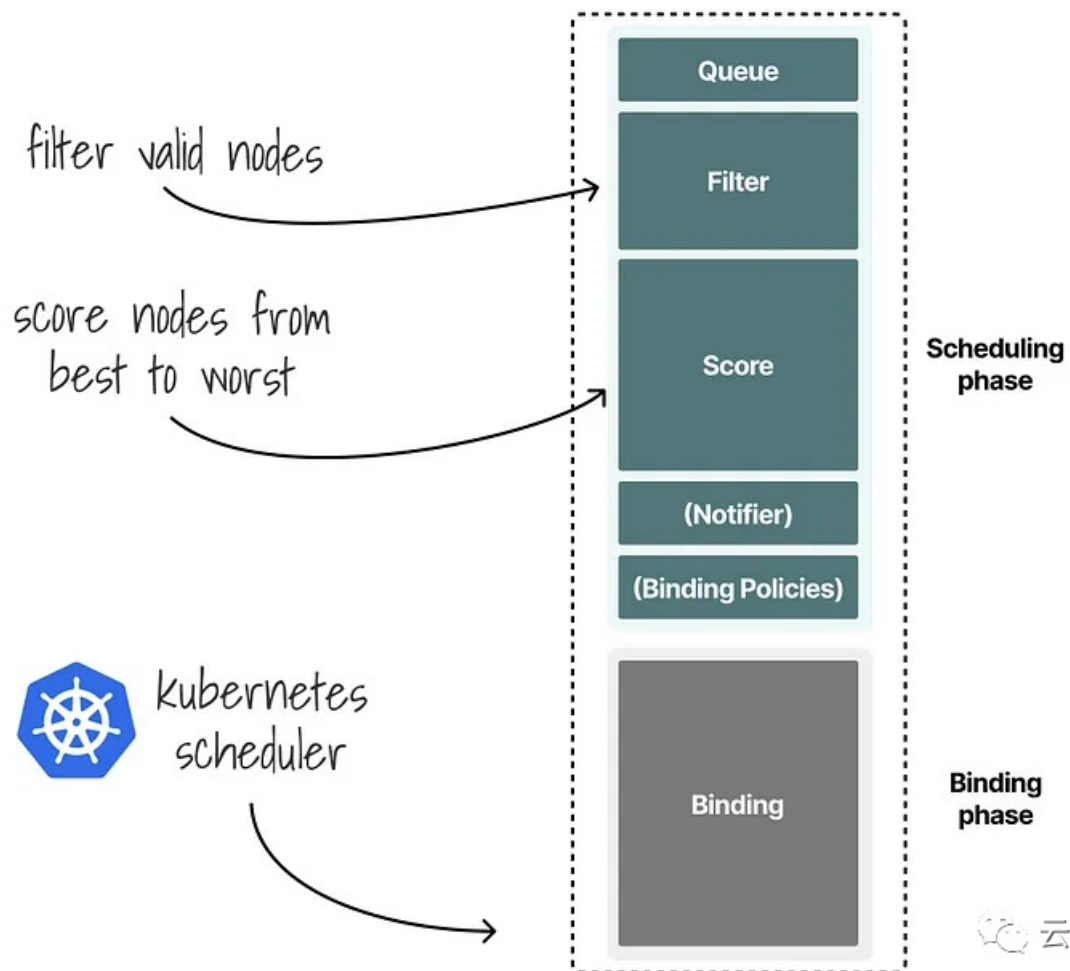 Queue
filter valid nodes
Filter
score nodes from
best to worst
Score
Scheduling
phase
(Notifier)
(Binding Policies)
kubernetes
scheduler
Binding
Binding
phase
云